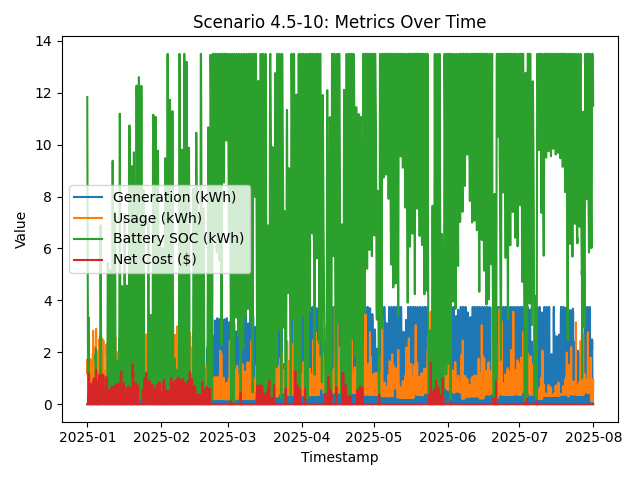 Scenario 4.5-10: Metrics Over Time
14
12
10
8
6
4
2
0
Value
Generation (kWh)
Usage (kWh)
Battery SOC (kWh)
Net Cost ($)
2025-01 2025-02 2025-03 2025-04 2025-05 2025-06 2025-07 2025-08
Timestamp